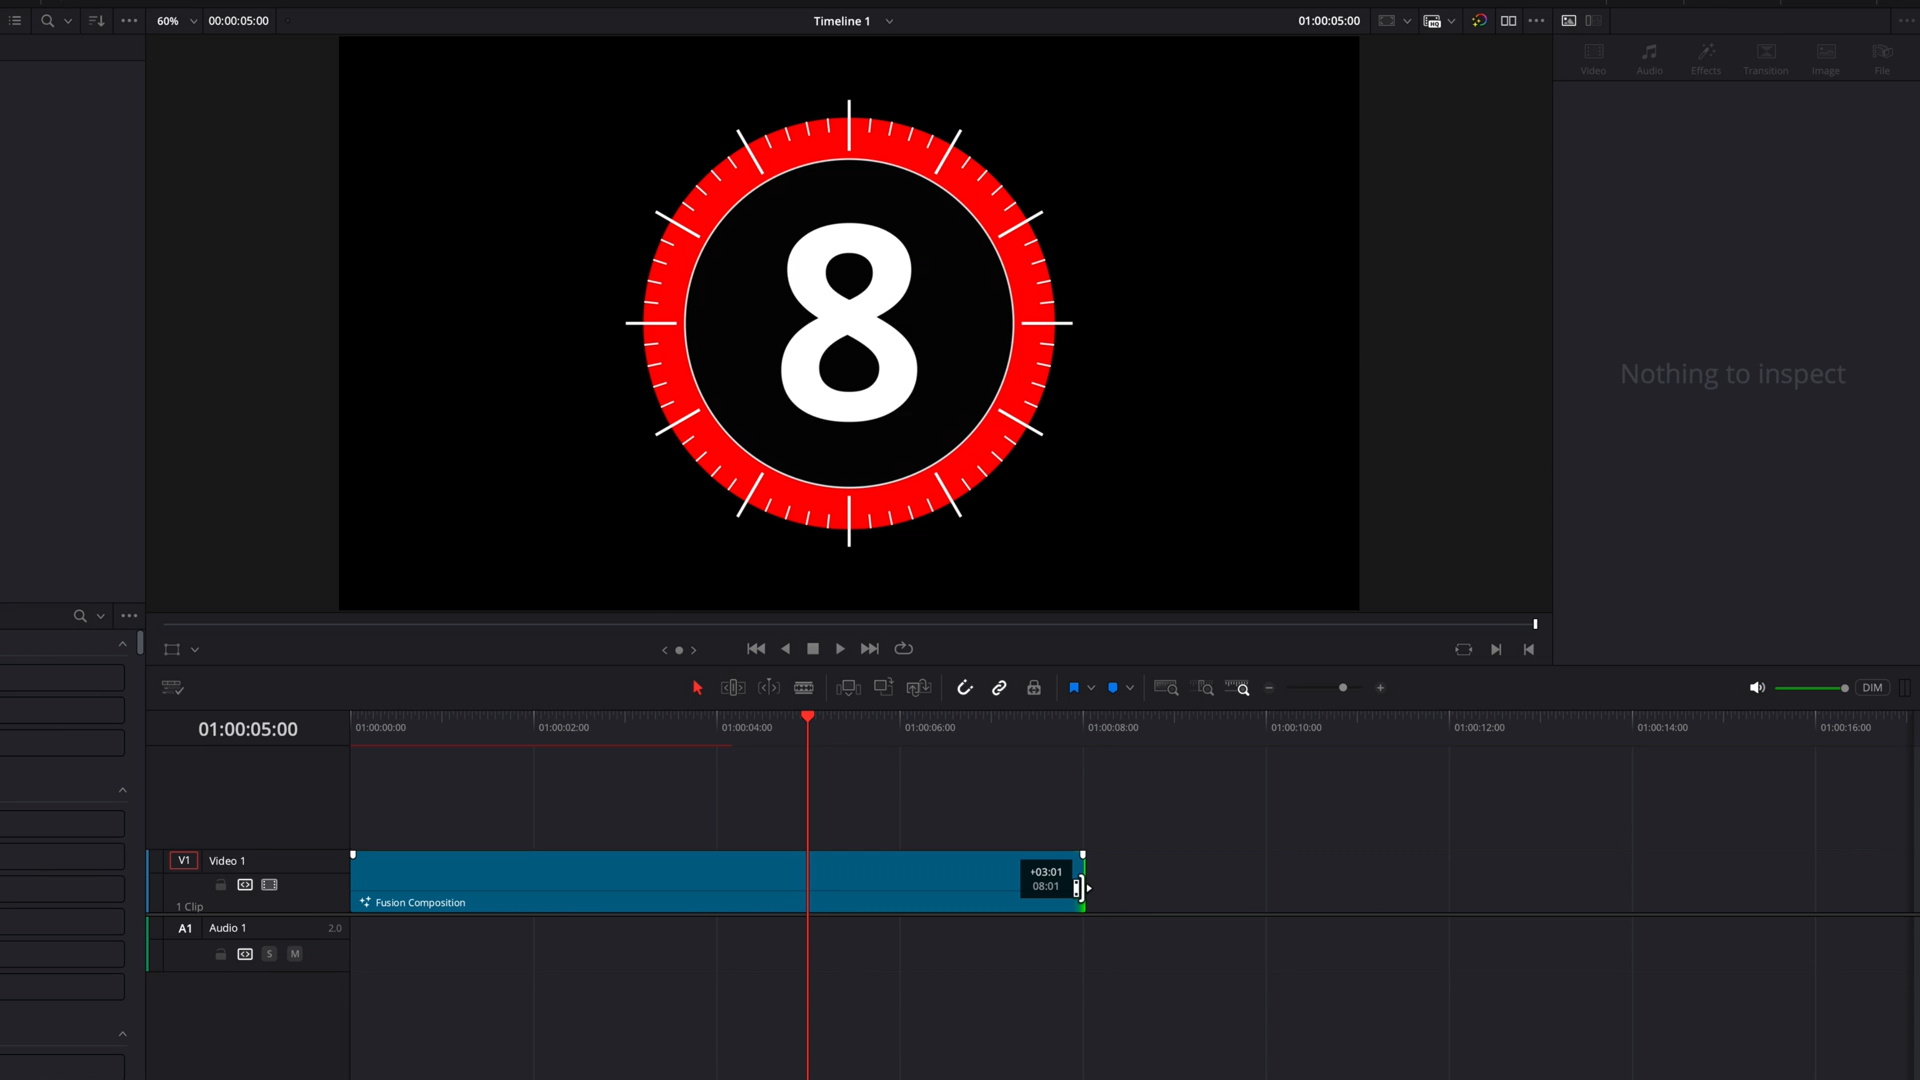 60%
00:00:05:00
Timeline 1
01:00:05:00
HQ
Video
Audio
Effects
Transition
Image
File
8
Nothing to inspect
DIM
01:00:05:00
01:00:00:00
01:00:02:00
01:00:04:00
01:00:06:00
01:00:08:00
01:00:10:00
01:00:12:00
01:00:14:00
01:00:16:00
V1
Video 1
1 Clip
+03:01
08:01
Fusion Composition
A1
Audio 1
2.0
S
M